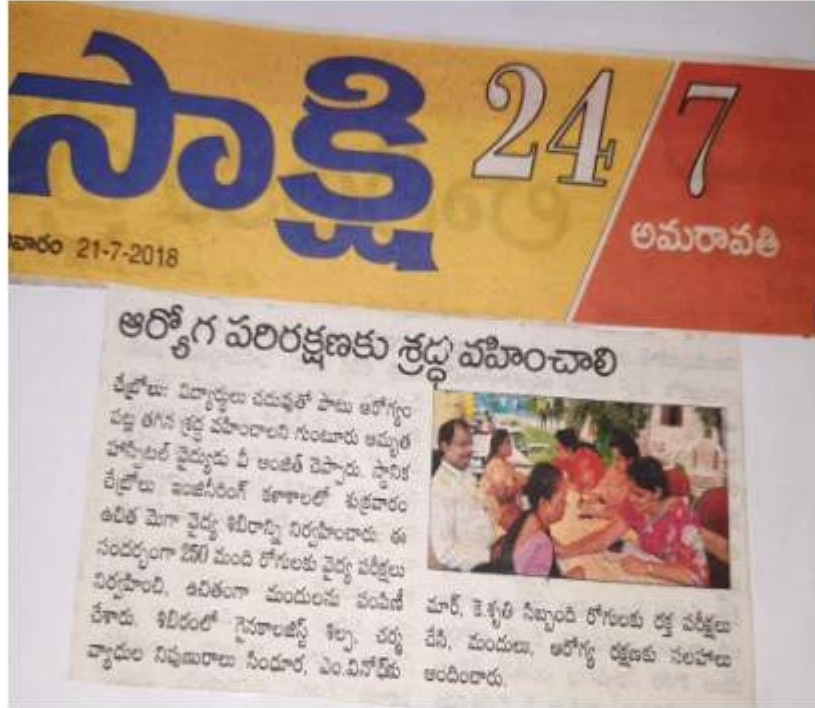 సాక్షి 24 7
అమరావతి
వారం 21-7-2018
ఆరోగ్య పరిరక్షణకు శ్రద్ధ వహించాలి
చేబ్రోలు: విద్యార్థులు చదువుతో పాటు ఆరోగ్యం
పట్ల తగిన శ్రద్ధ వహించాలని గుంటూరు అమృత
హాస్పిటల్ వైద్యుడు వీ అంజిత్ చెప్పారు. స్థానిక
చేబ్రోలు ఇంజినీరింగ్ కళాశాలలో శుక్రవారం
ఉచిత మెగా వైద్య శిబిరాన్ని నిర్వహించారు. ఈ
సందర్భంగా 250 మంది రోగులకు వైద్య పరీక్షలు
నిర్వహించి, ఉచితంగా మందులను పంపిణీ
చేశారు. శిబిరంలో గైనకాలజిస్ట్ శిల్ప, చర్మ
వ్యాధుల నిపుణురాలు సింధూర, ఎం.వినోద్‌కు
మార్, కె.శృతి సిబ్బంది రోగులకు రక్త పరీక్షలు
చేసి, మందులు, ఆరోగ్య రక్షణకు సలహాలు
అందించారు.